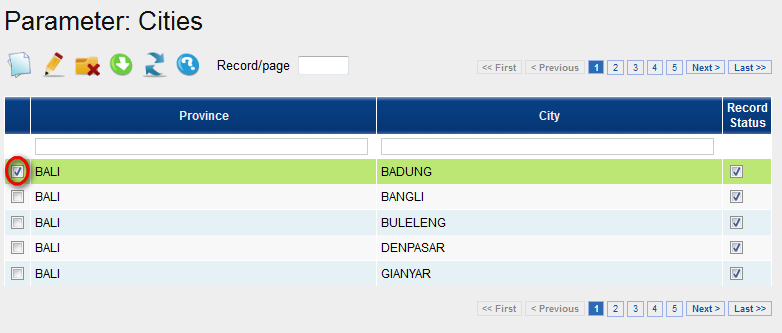 Parameter: Cities
Record/page
<< First < Previous 1 2 3 4 5 Next > Last >>
Province City Record Status
BALI BADUNG
BALI BANGLI
BALI BULELENG
BALI DENPASAR
BALI GIANYAR
<< First < Previous 1 2 3 4 5 Next > Last >>